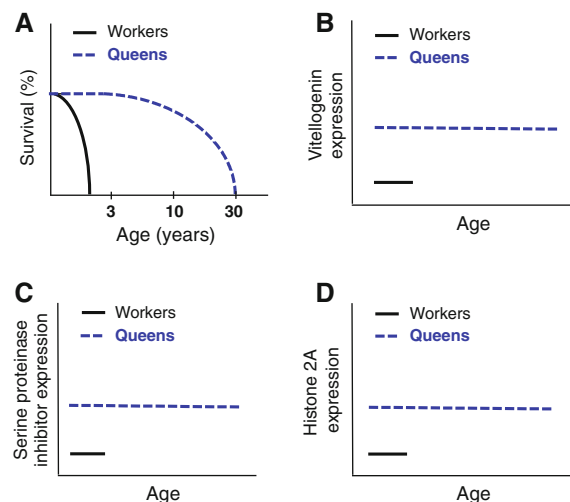 A
Workers
Queens
Survival (%)
3 10 30
Age (years)
B
Workers
Queens
Vitellogenin
expression
Age
C
Workers
Queens
Serine proteinase
inhibitor expression
Age
D
Workers
Queens
Histone 2A
expression
Age